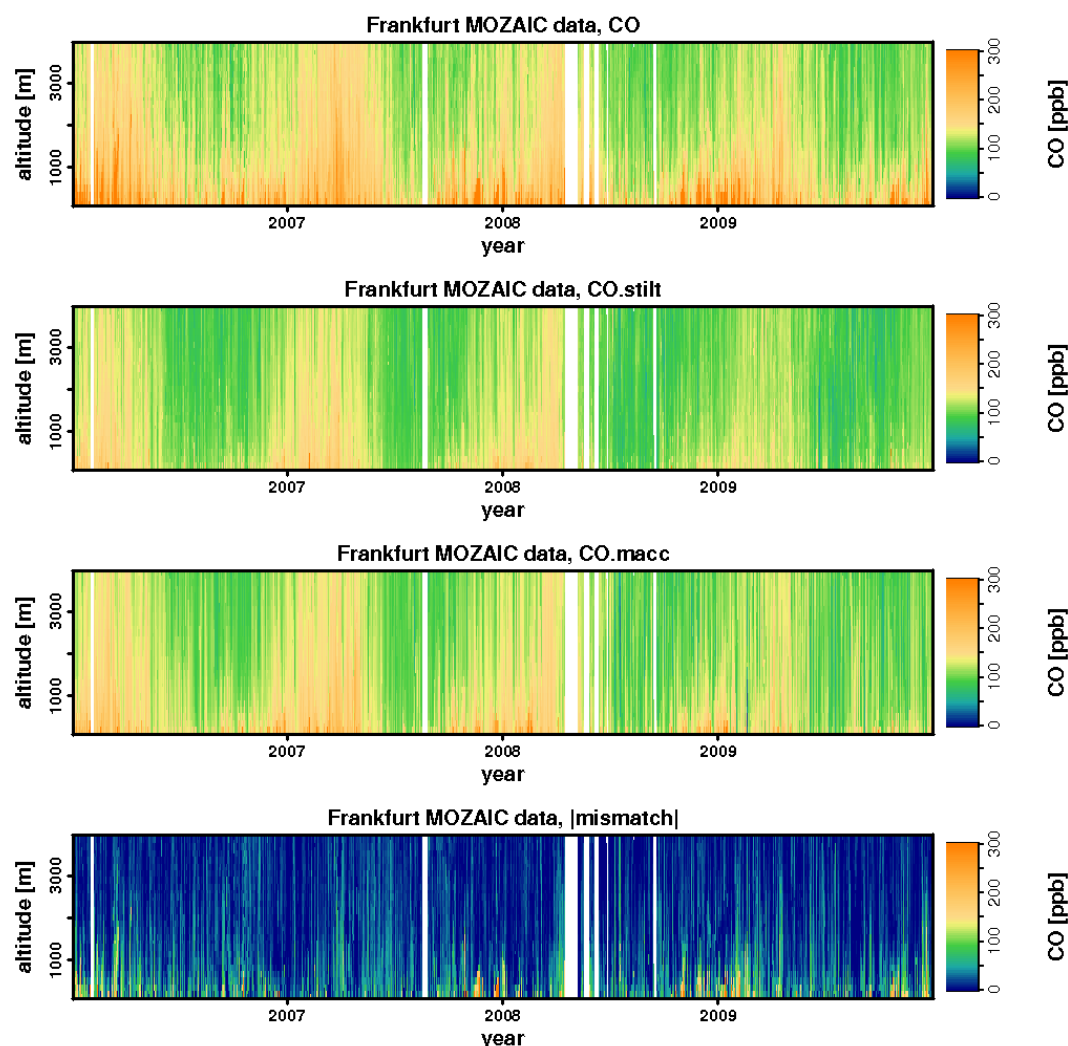 Frankfurt MOZAIC data, CO
altitude [m]
1000 3000
2007 2008 2009
year
0 100 200 300
CO [ppb]
Frankfurt MOZAIC data, CO.stilt
altitude [m]
1000 3000
2007 2008 2009
year
0 100 200 300
CO [ppb]
Frankfurt MOZAIC data, CO.macc
altitude [m]
1000 3000
2007 2008 2009
year
0 100 200 300
CO [ppb]
Frankfurt MOZAIC data, |mismatch|
altitude [m]
1000 3000
2007 2008 2009
year
0 100 200 300
CO [ppb]